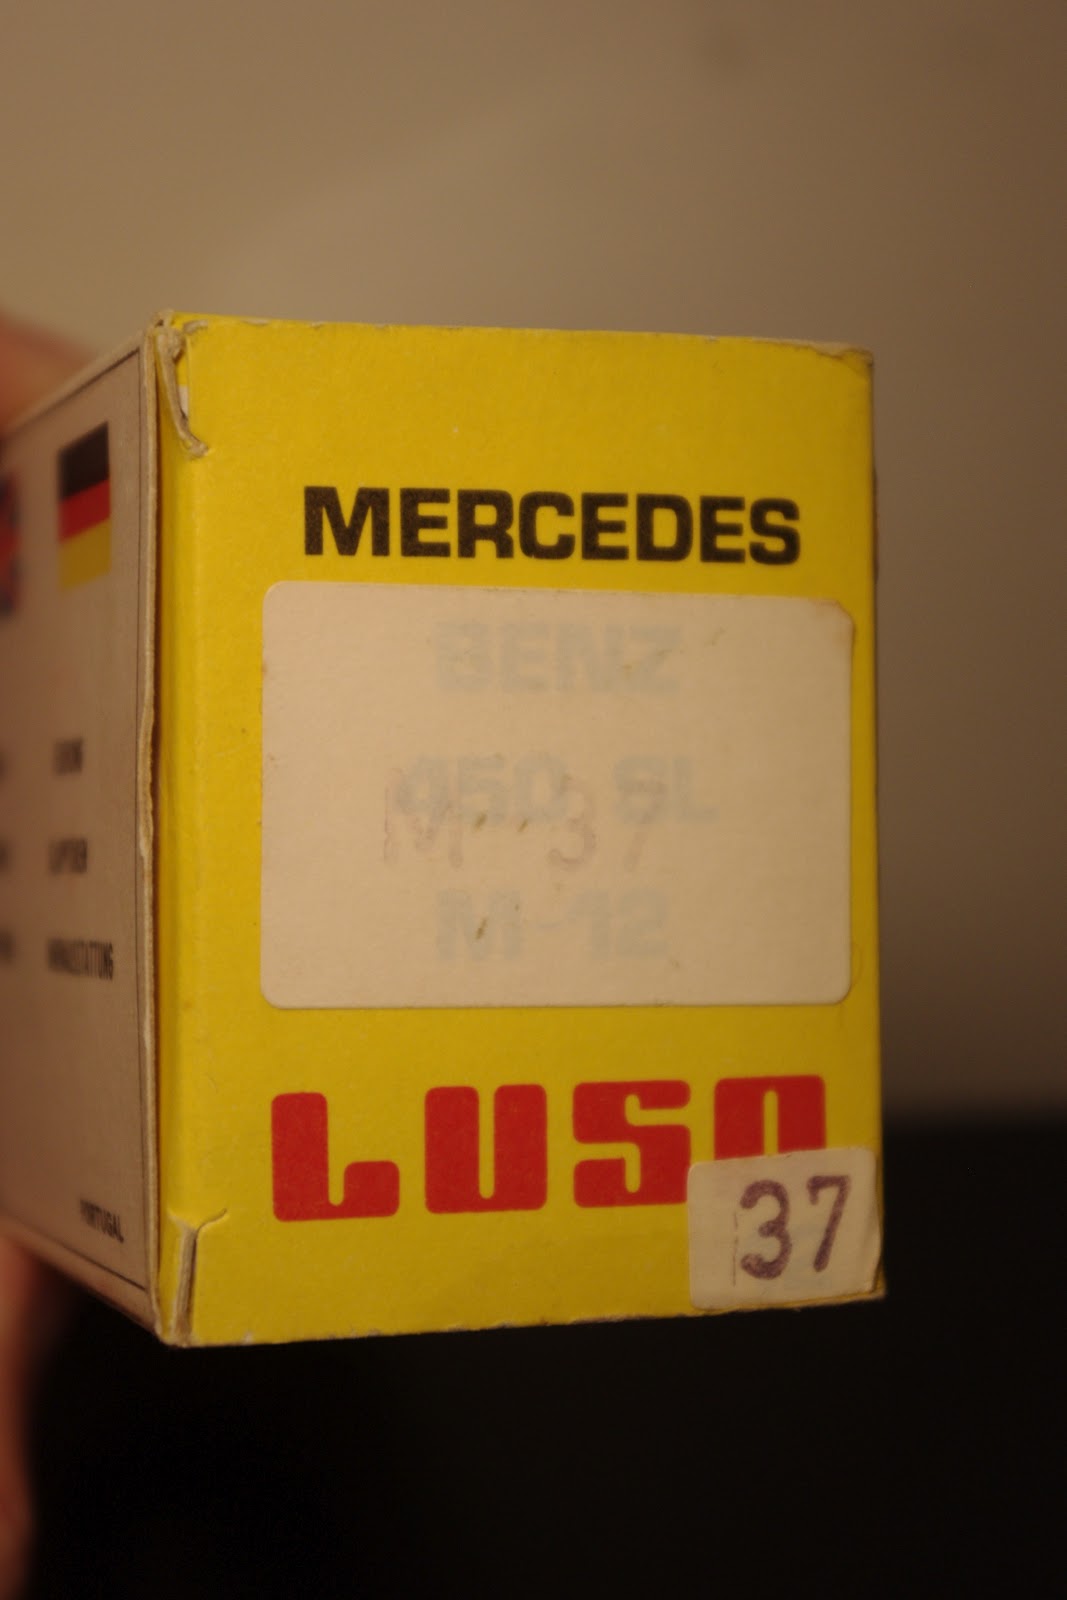 MERCEDES
BENZ
450 SL
M-37
M-12
LUSO
37
PORTUGAL